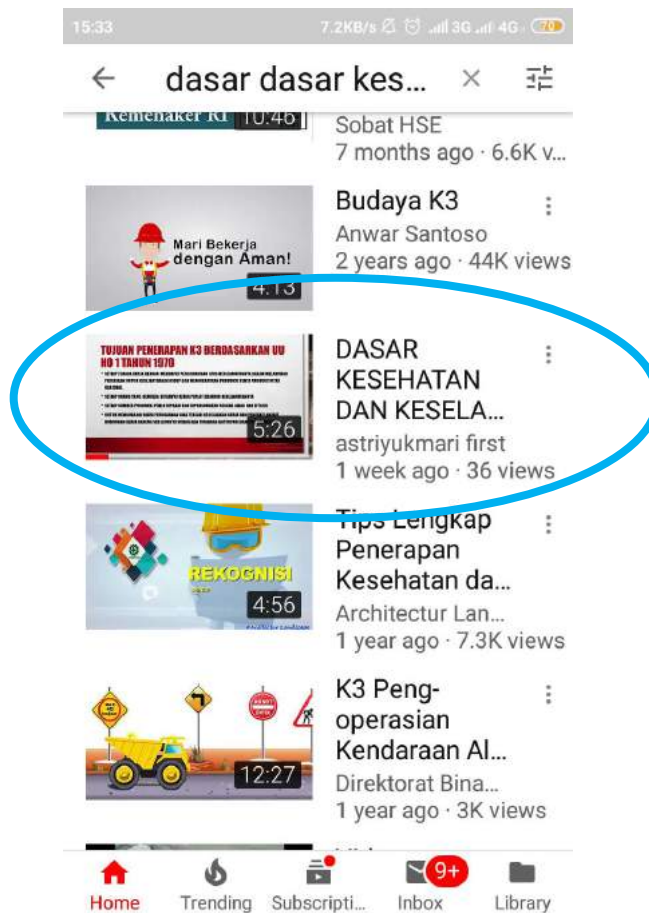 15:33
7.2KB/s 3G 4G 70
dasar dasar kes...
Kemenaker RI 10:46
Sobat HSE
7 months ago · 6.6K v...
Mari Bekerja
dengan Aman!
4:13
Budaya K3
Anwar Santoso
2 years ago · 44K views
TUJUAN PENERAPAN K3 BERDASARKAN UU
NO 1 TAHUN 1970
5:26
DASAR
KESEHATAN
DAN KESELA...
astriyukmari first
1 week ago · 36 views
REKOGNISI
4:56
Tips Lengkap
Penerapan
Kesehatan da...
Architectur Lan...
1 year ago · 7.3K views
12:27
K3 Peng-
operasian
Kendaraan Al...
Direktorat Bina...
1 year ago · 3K views
9+
Home Trending Subscripti... Inbox Library